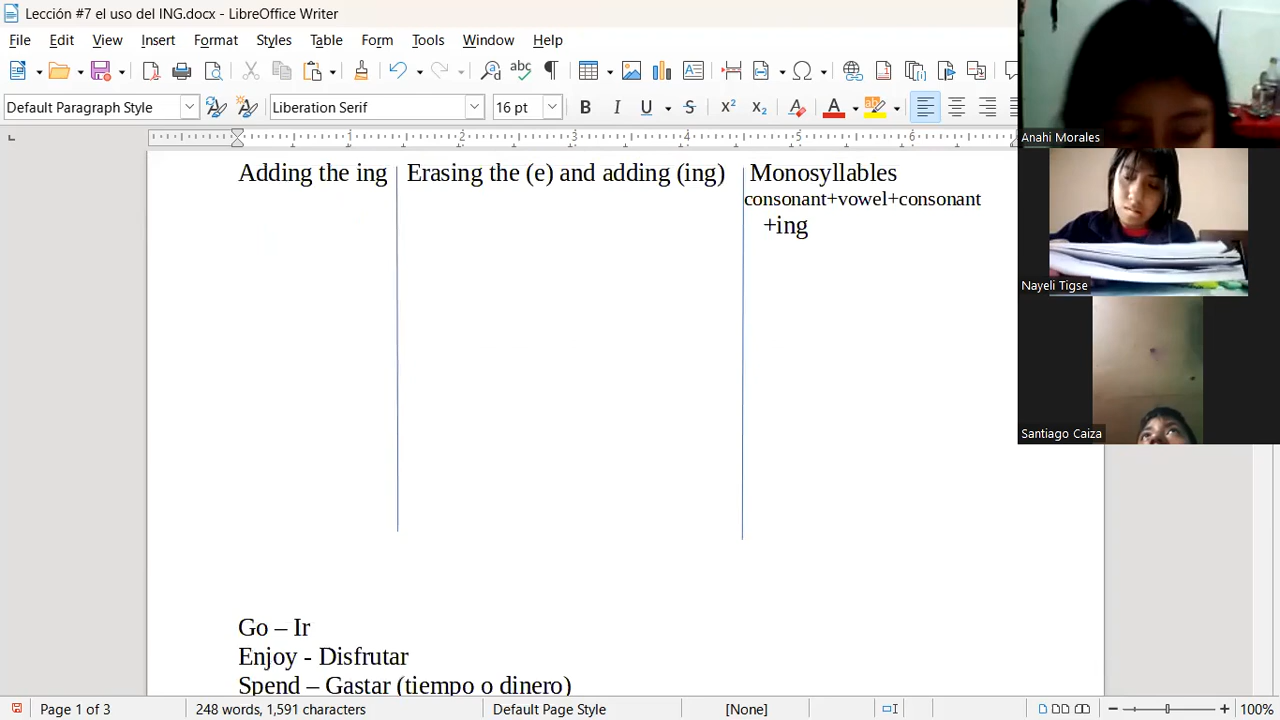 Lección #7 el uso del ING.docx - LibreOffice Writer
File Edit View Insert Format Styles Table Form Tools Window Help
Default Paragraph Style Liberation Serif 16 pt
Adding the ing Erasing the (e) and adding (ing) Monosyllables
consonant+vowel+consonant
+ing
Go – Ir
Enjoy - Disfrutar
Spend – Gastar (tiempo o dinero)
Anahi Morales
Nayeli Tigse
Santiago Caiza
Page 1 of 3 248 words, 1,591 characters Default Page Style [None] 100%